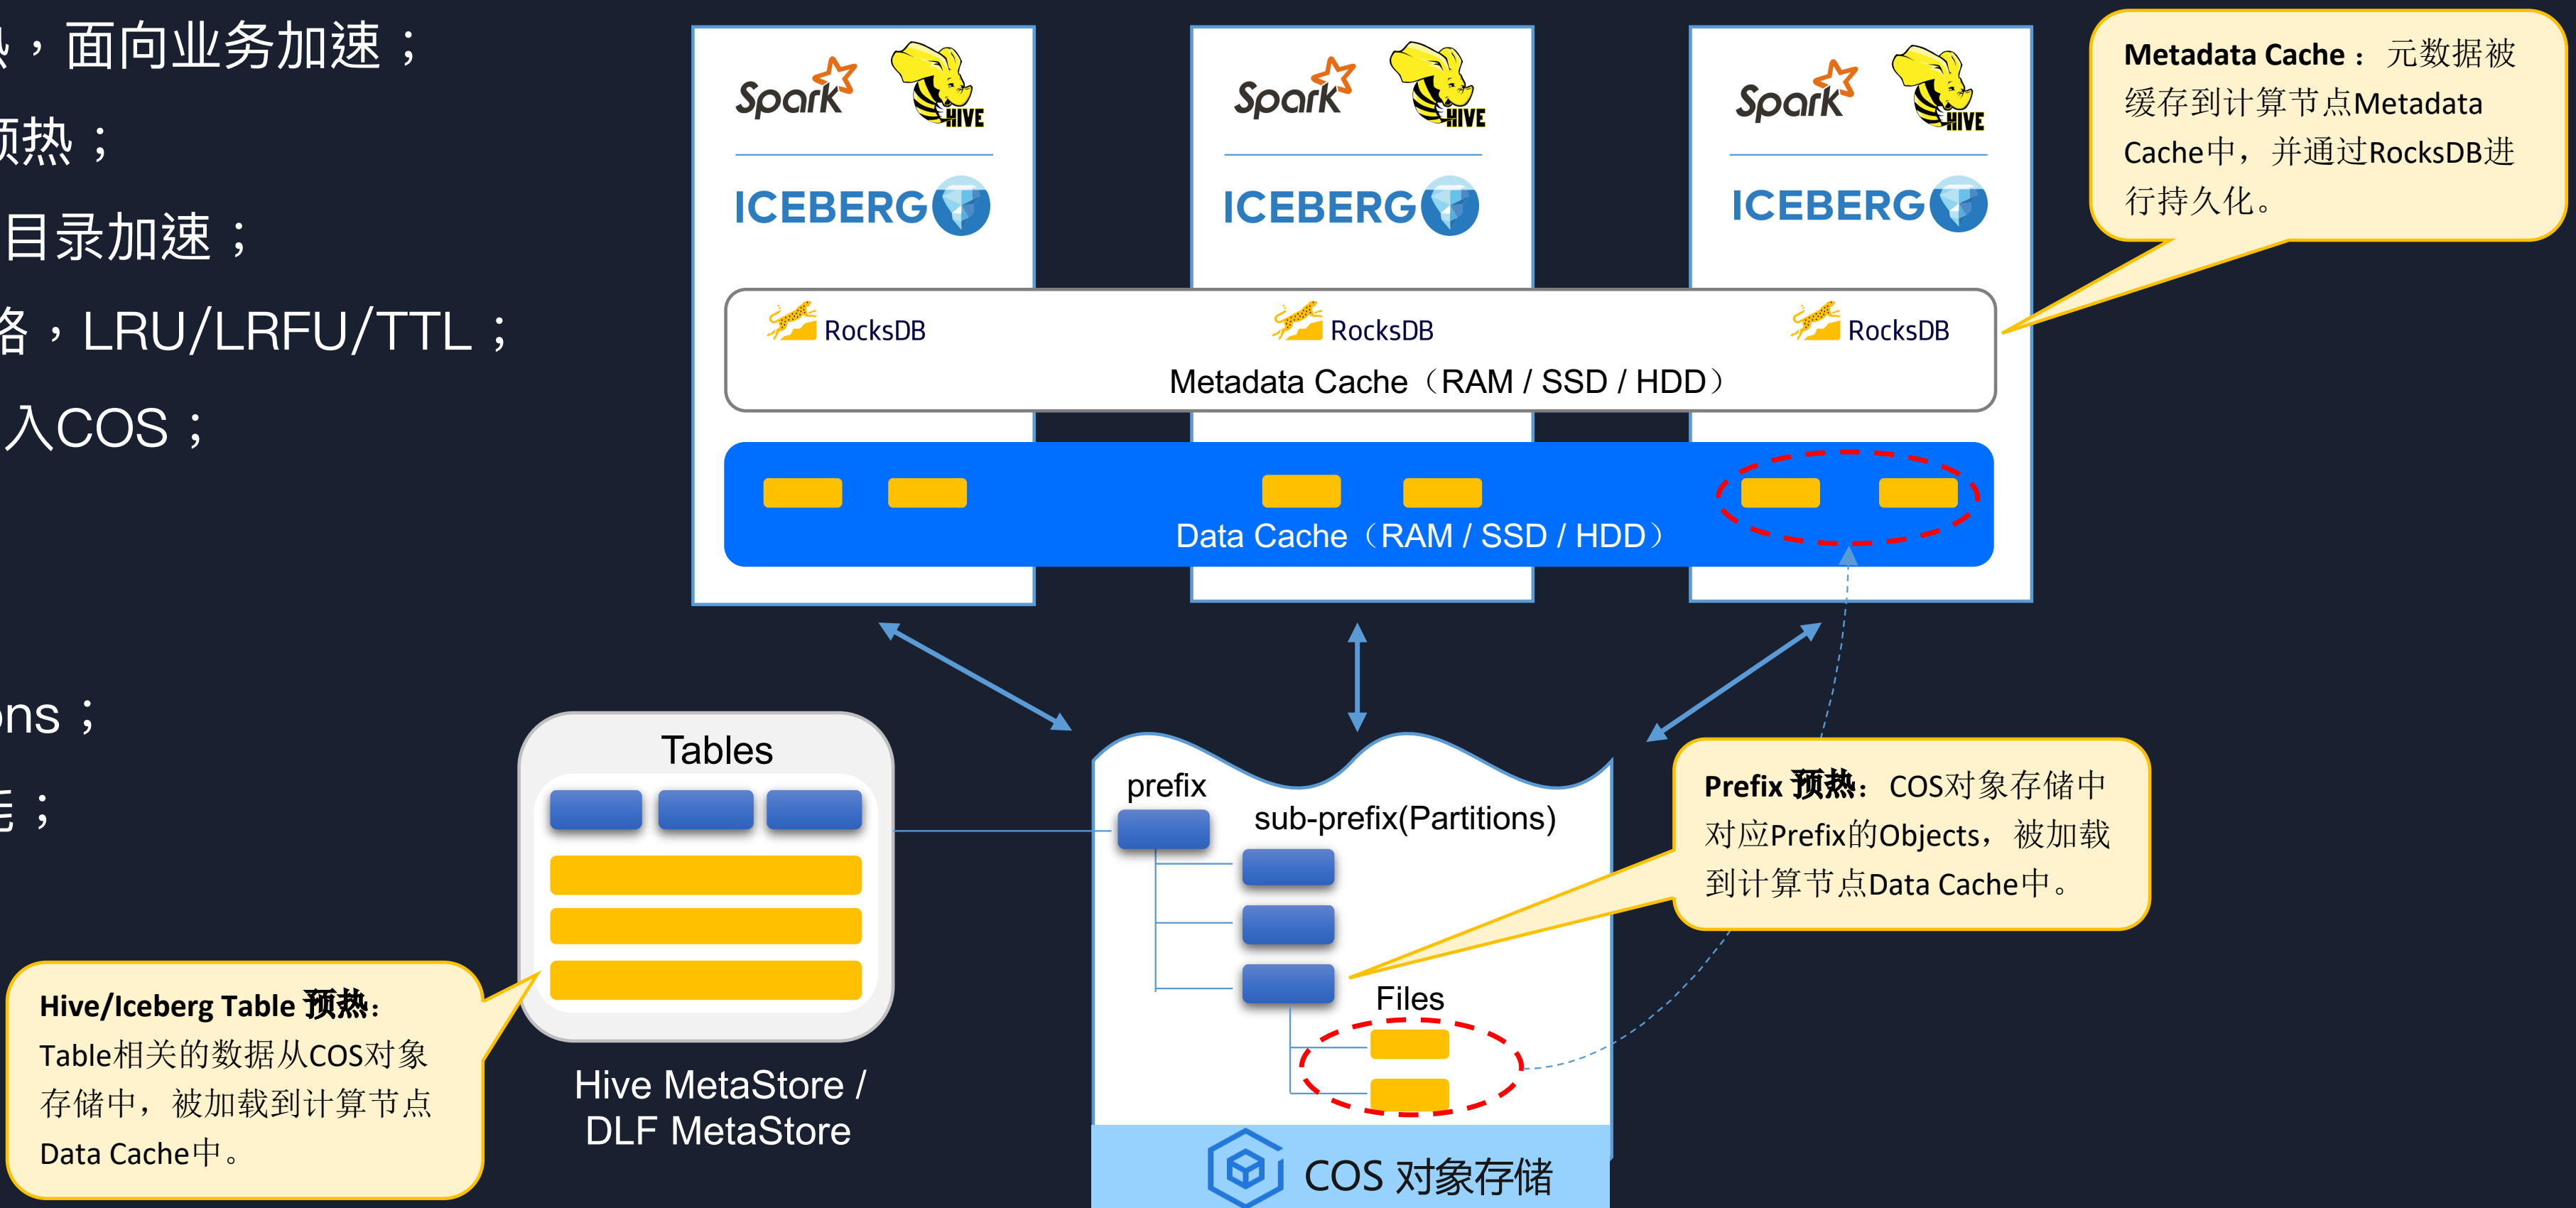 热，面向业务加速；
预热；
目录加速；
略，LRU/LRFU/TTL；
入COS；
ons；
耗；
Spark HIVE
ICEBERG
RocksDB
Spark HIVE
ICEBERG
RocksDB
Spark HIVE
ICEBERG
RocksDB
Metadata Cache（RAM / SSD / HDD）
Data Cache（RAM / SSD / HDD）
Metadata Cache： 元数据被
缓存到计算节点Metadata
Cache中，并通过RocksDB进
行持久化。
Tables
Hive MetaStore /
DLF MetaStore
prefix
sub-prefix(Partitions)
Files
COS 对象存储
Prefix 预热：COS对象存储中
对应Prefix的Objects，被加载
到计算节点Data Cache中。
Hive/Iceberg Table 预热：
Table相关的数据从COS对象
存储中，被加载到计算节点
Data Cache中。